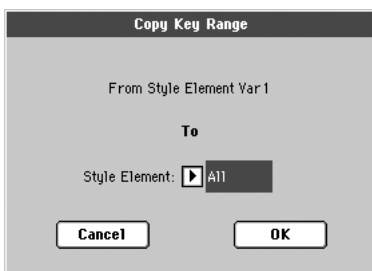 Copy Key Range
From Style Element Var1
To
Style Element: All
Cancel OK